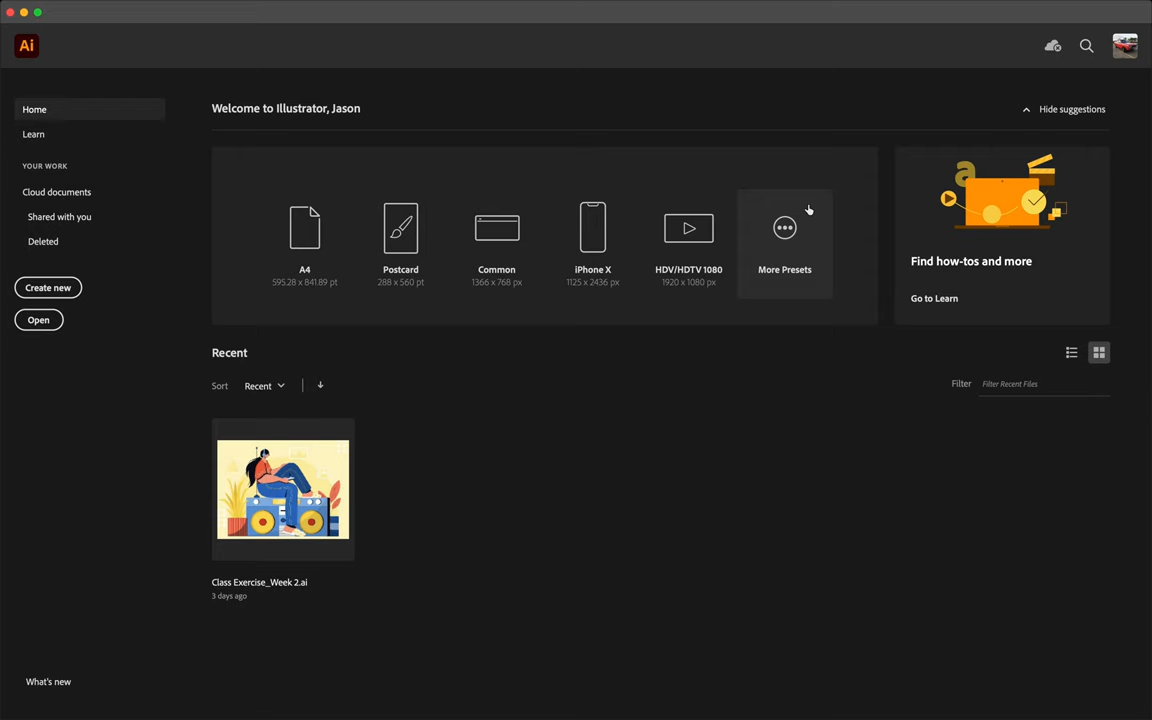 Ai
Home
Learn
YOUR WORK
Cloud documents
Shared with you
Deleted
Create new
Open
What's new
Welcome to Illustrator, Jason
Hide suggestions
A4
595.28 x 841.89 pt
Postcard
288 x 560 pt
Common
1366 x 768 px
iPhone X
1125 x 2436 px
HDV/HDTV 1080
1920 x 1080 px
More Presets
a
Find how-tos and more
Go to Learn
Recent
Sort
Recent
Filter
Filter Recent Files
Class Exercise_Week 2.ai
3 days ago